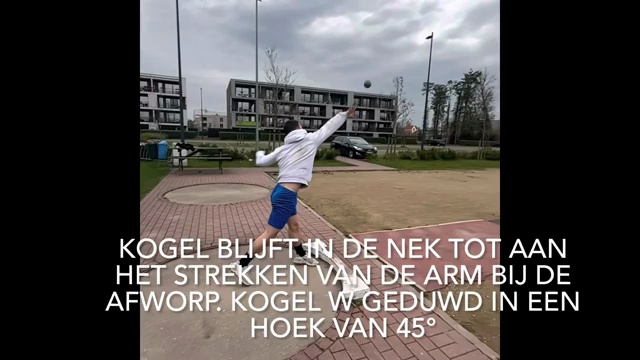 KOGEL BLIJFT IN DE NEK TOT AAN
HET STREKKEN VAN DE ARM BIJ DE
AFWORP. KOGEL W GEDUWD IN EEN
HOEK VAN 45°